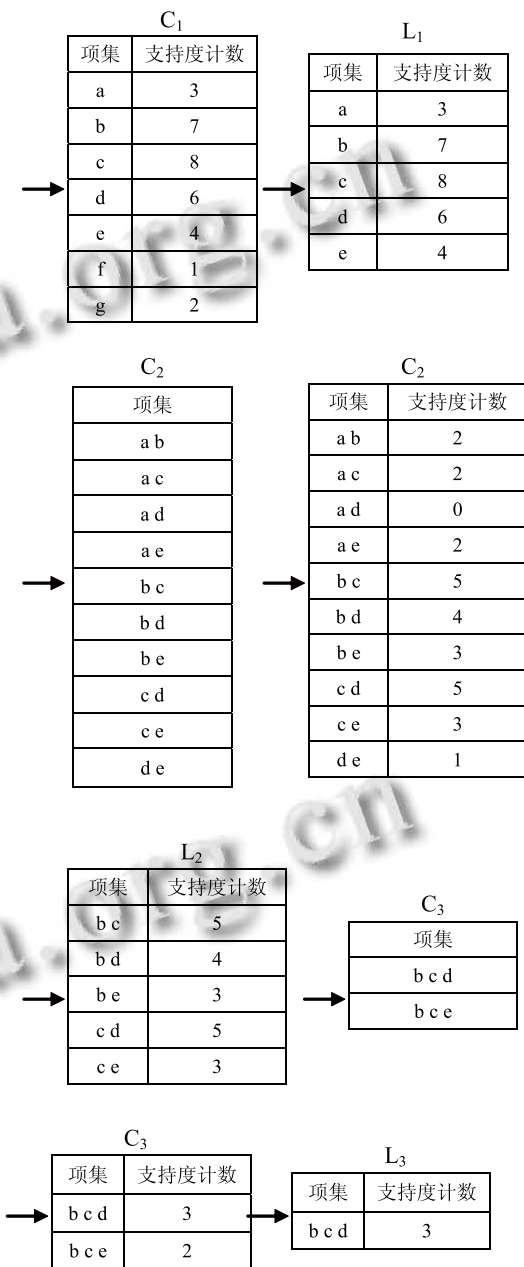 C₁
项集 支持度计数
a 3
b 7
c 8
d 6
e 4
f 1
g 2
L₁
项集 支持度计数
a 3
b 7
c 8
d 6
e 4
C₂
项集
a b
a c
a d
a e
b c
b d
b e
c d
c e
d e
C₂
项集 支持度计数
a b 2
a c 2
a d 0
a e 2
b c 5
b d 4
b e 3
c d 5
c e 3
d e 1
L₂
项集 支持度计数
b c 5
b d 4
b e 3
c d 5
c e 3
C₃
项集
b c d
b c e
C₃
项集 支持度计数
b c d 3
b c e 2
L₃
项集 支持度计数
b c d 3
.org.cn
.org.cn